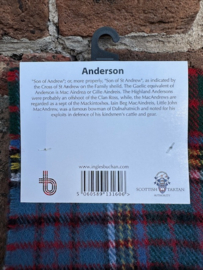 Anderson
"Son of Andrew", or, more properly, "Son of St Andrew", as indicated by
the Cross of St Andrew on the Family shield. The Gaelic equivalent of
Anderson is Mac Aindrea or Gillie Andreis. The Highland Andersons
were probably an offshoot of the Clan Ross, while, the MacAndrews are
regarded as a sept of the Mackintoshes. Iain Beg MacAindrea, Little John
MacAndrew, was a famous bowman of Dalnahatnich and noted for his
exploits in defence of his kinsmen's cattle and gear.
www.inglisbuchan.com
SCOTTISH TARTANS
AUTHORITY